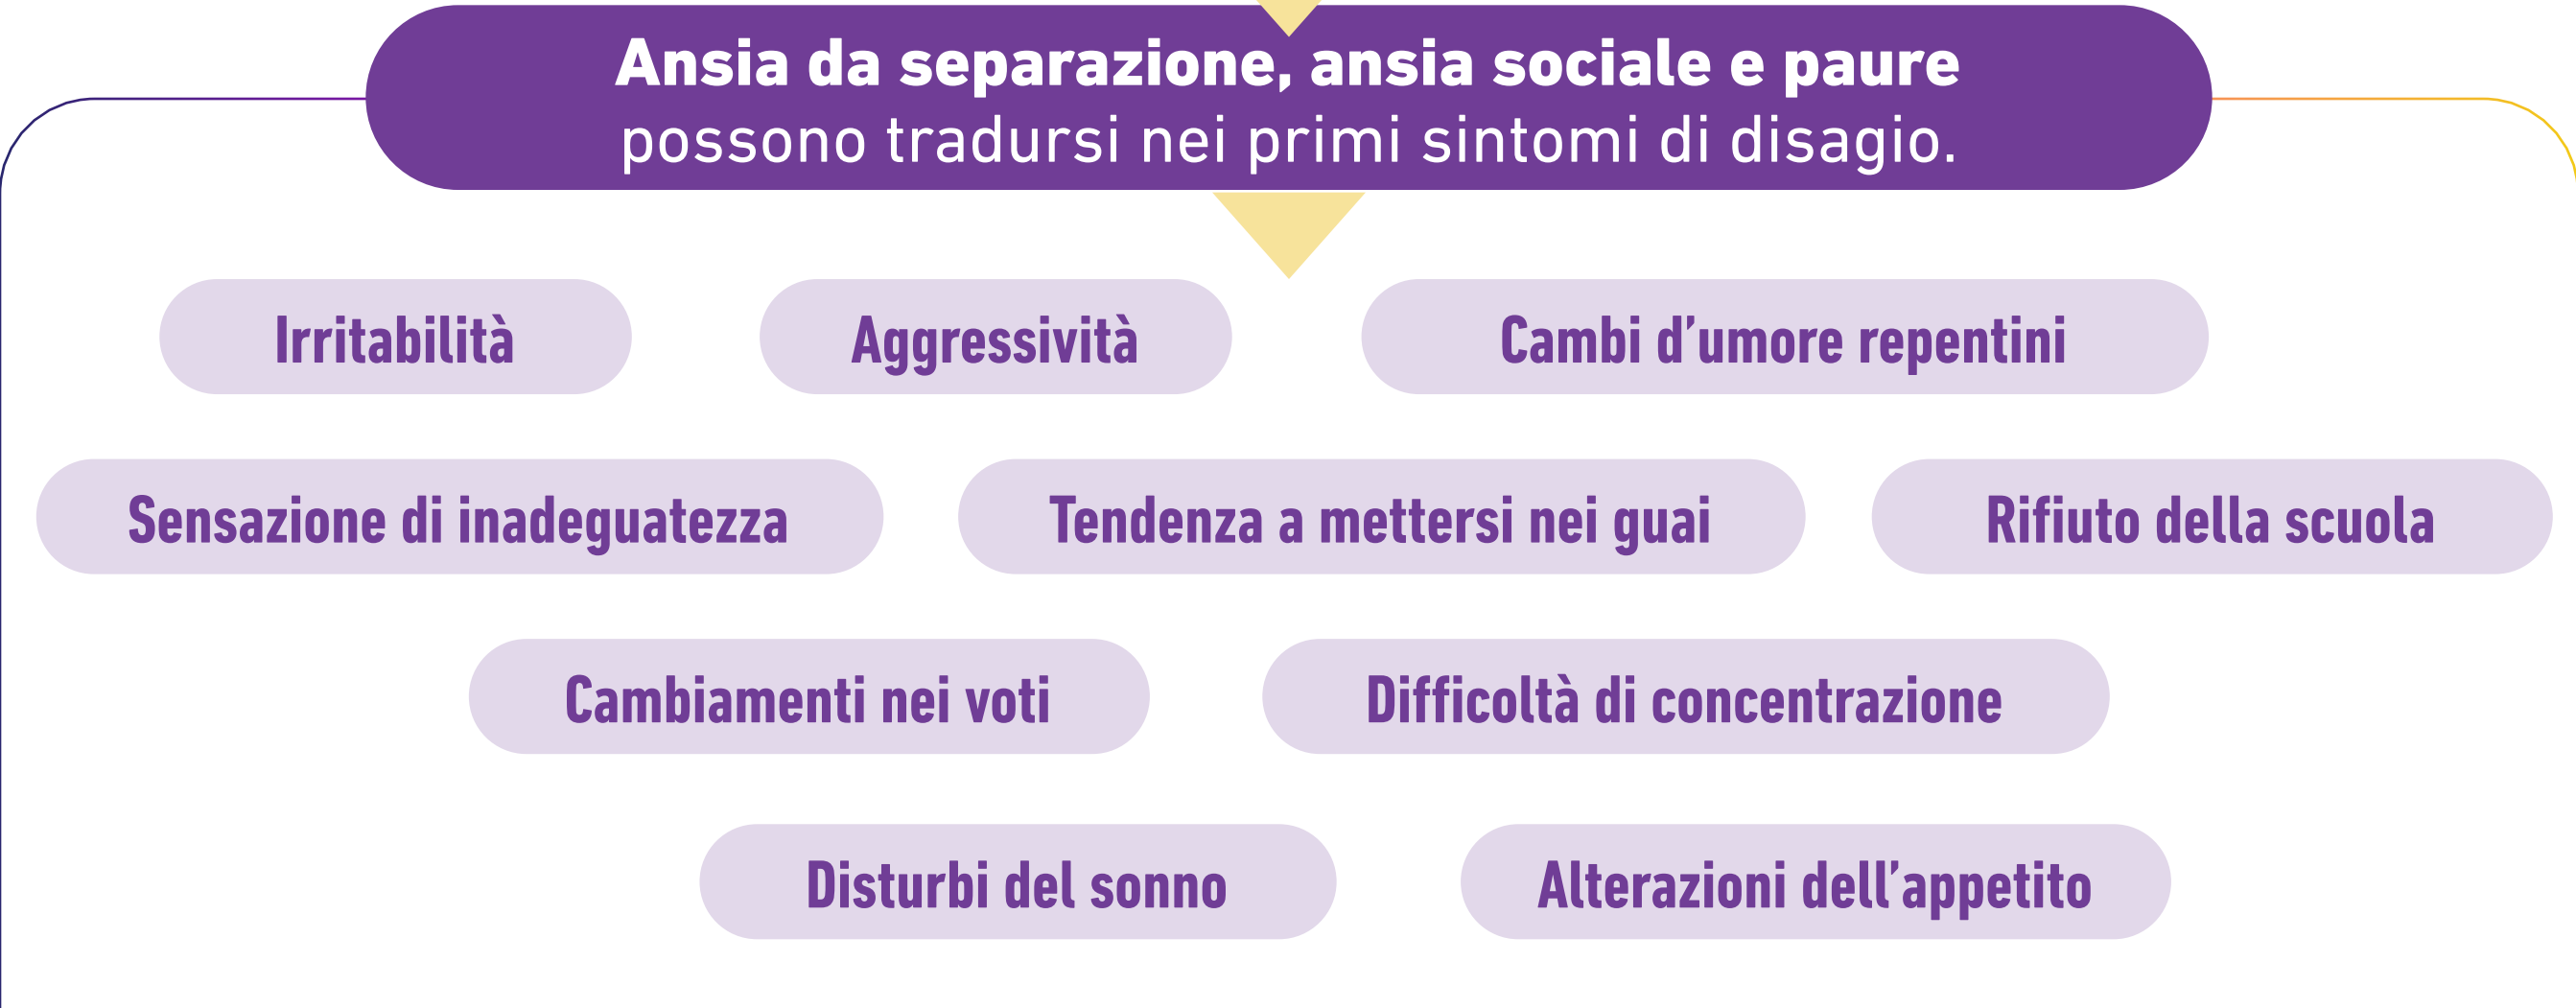 Ansia da separazione, ansia sociale e paure
possono tradursi nei primi sintomi di disagio.
Irritabilità
Aggressività
Cambi d’umore repentini
Sensazione di inadeguatezza
Tendenza a mettersi nei guai
Rifiuto della scuola
Cambiamenti nei voti
Difficoltà di concentrazione
Disturbi del sonno
Alterazioni dell’appetito